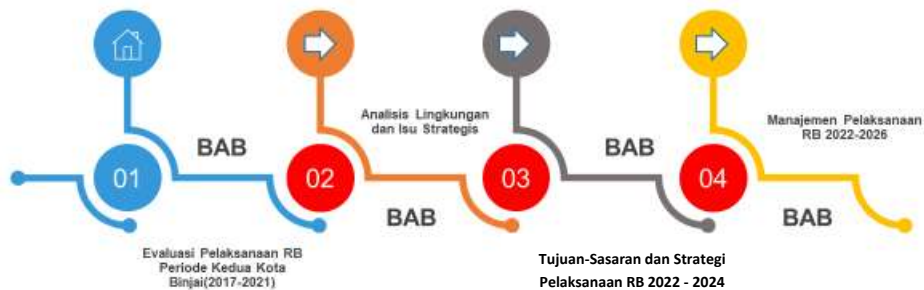 01
BAB
Evaluasi Pelaksanaan RB
Periode Kedua Kota
Binjai(2017-2021)
02
Analisis Lingkungan
dan Isu Strategis
BAB
03
BAB
Tujuan-Sasaran dan Strategi
Pelaksanaan RB 2022 - 2024
04
Manajemen Pelaksanaan
RB 2022-2026
BAB